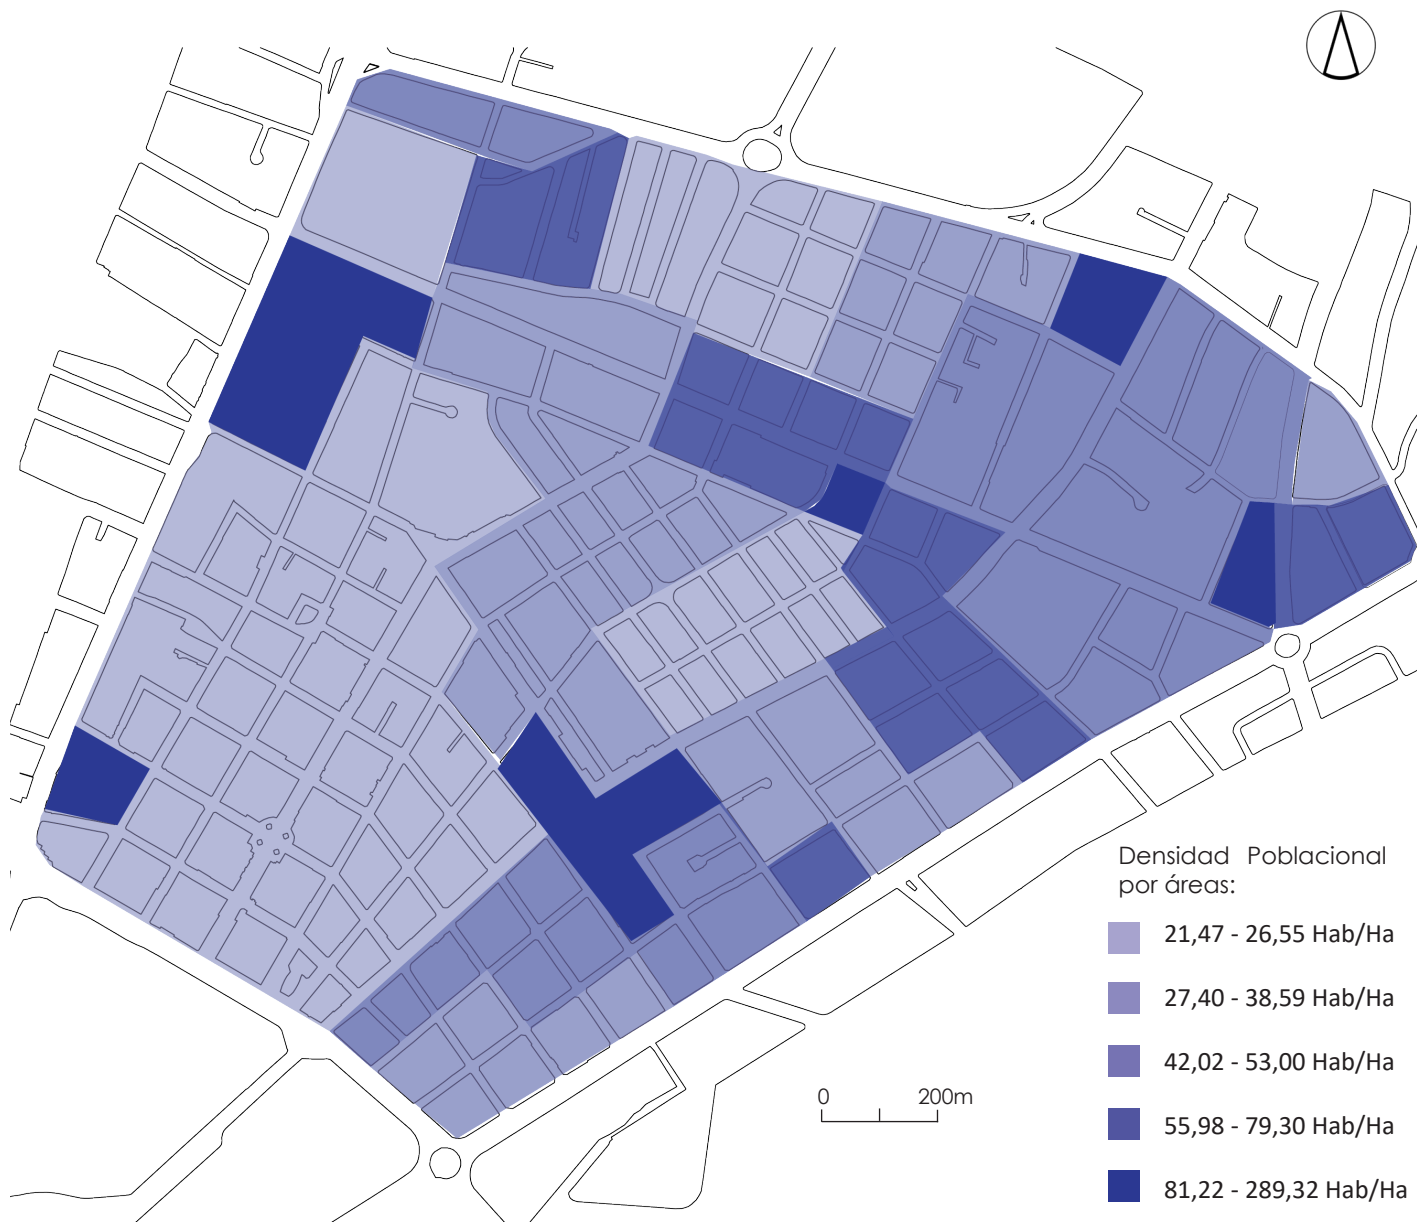 0 200m
Densidad Poblacional
por áreas:
21,47 - 26,55 Hab/Ha
27,40 - 38,59 Hab/Ha
42,02 - 53,00 Hab/Ha
55,98 - 79,30 Hab/Ha
81,22 - 289,32 Hab/Ha